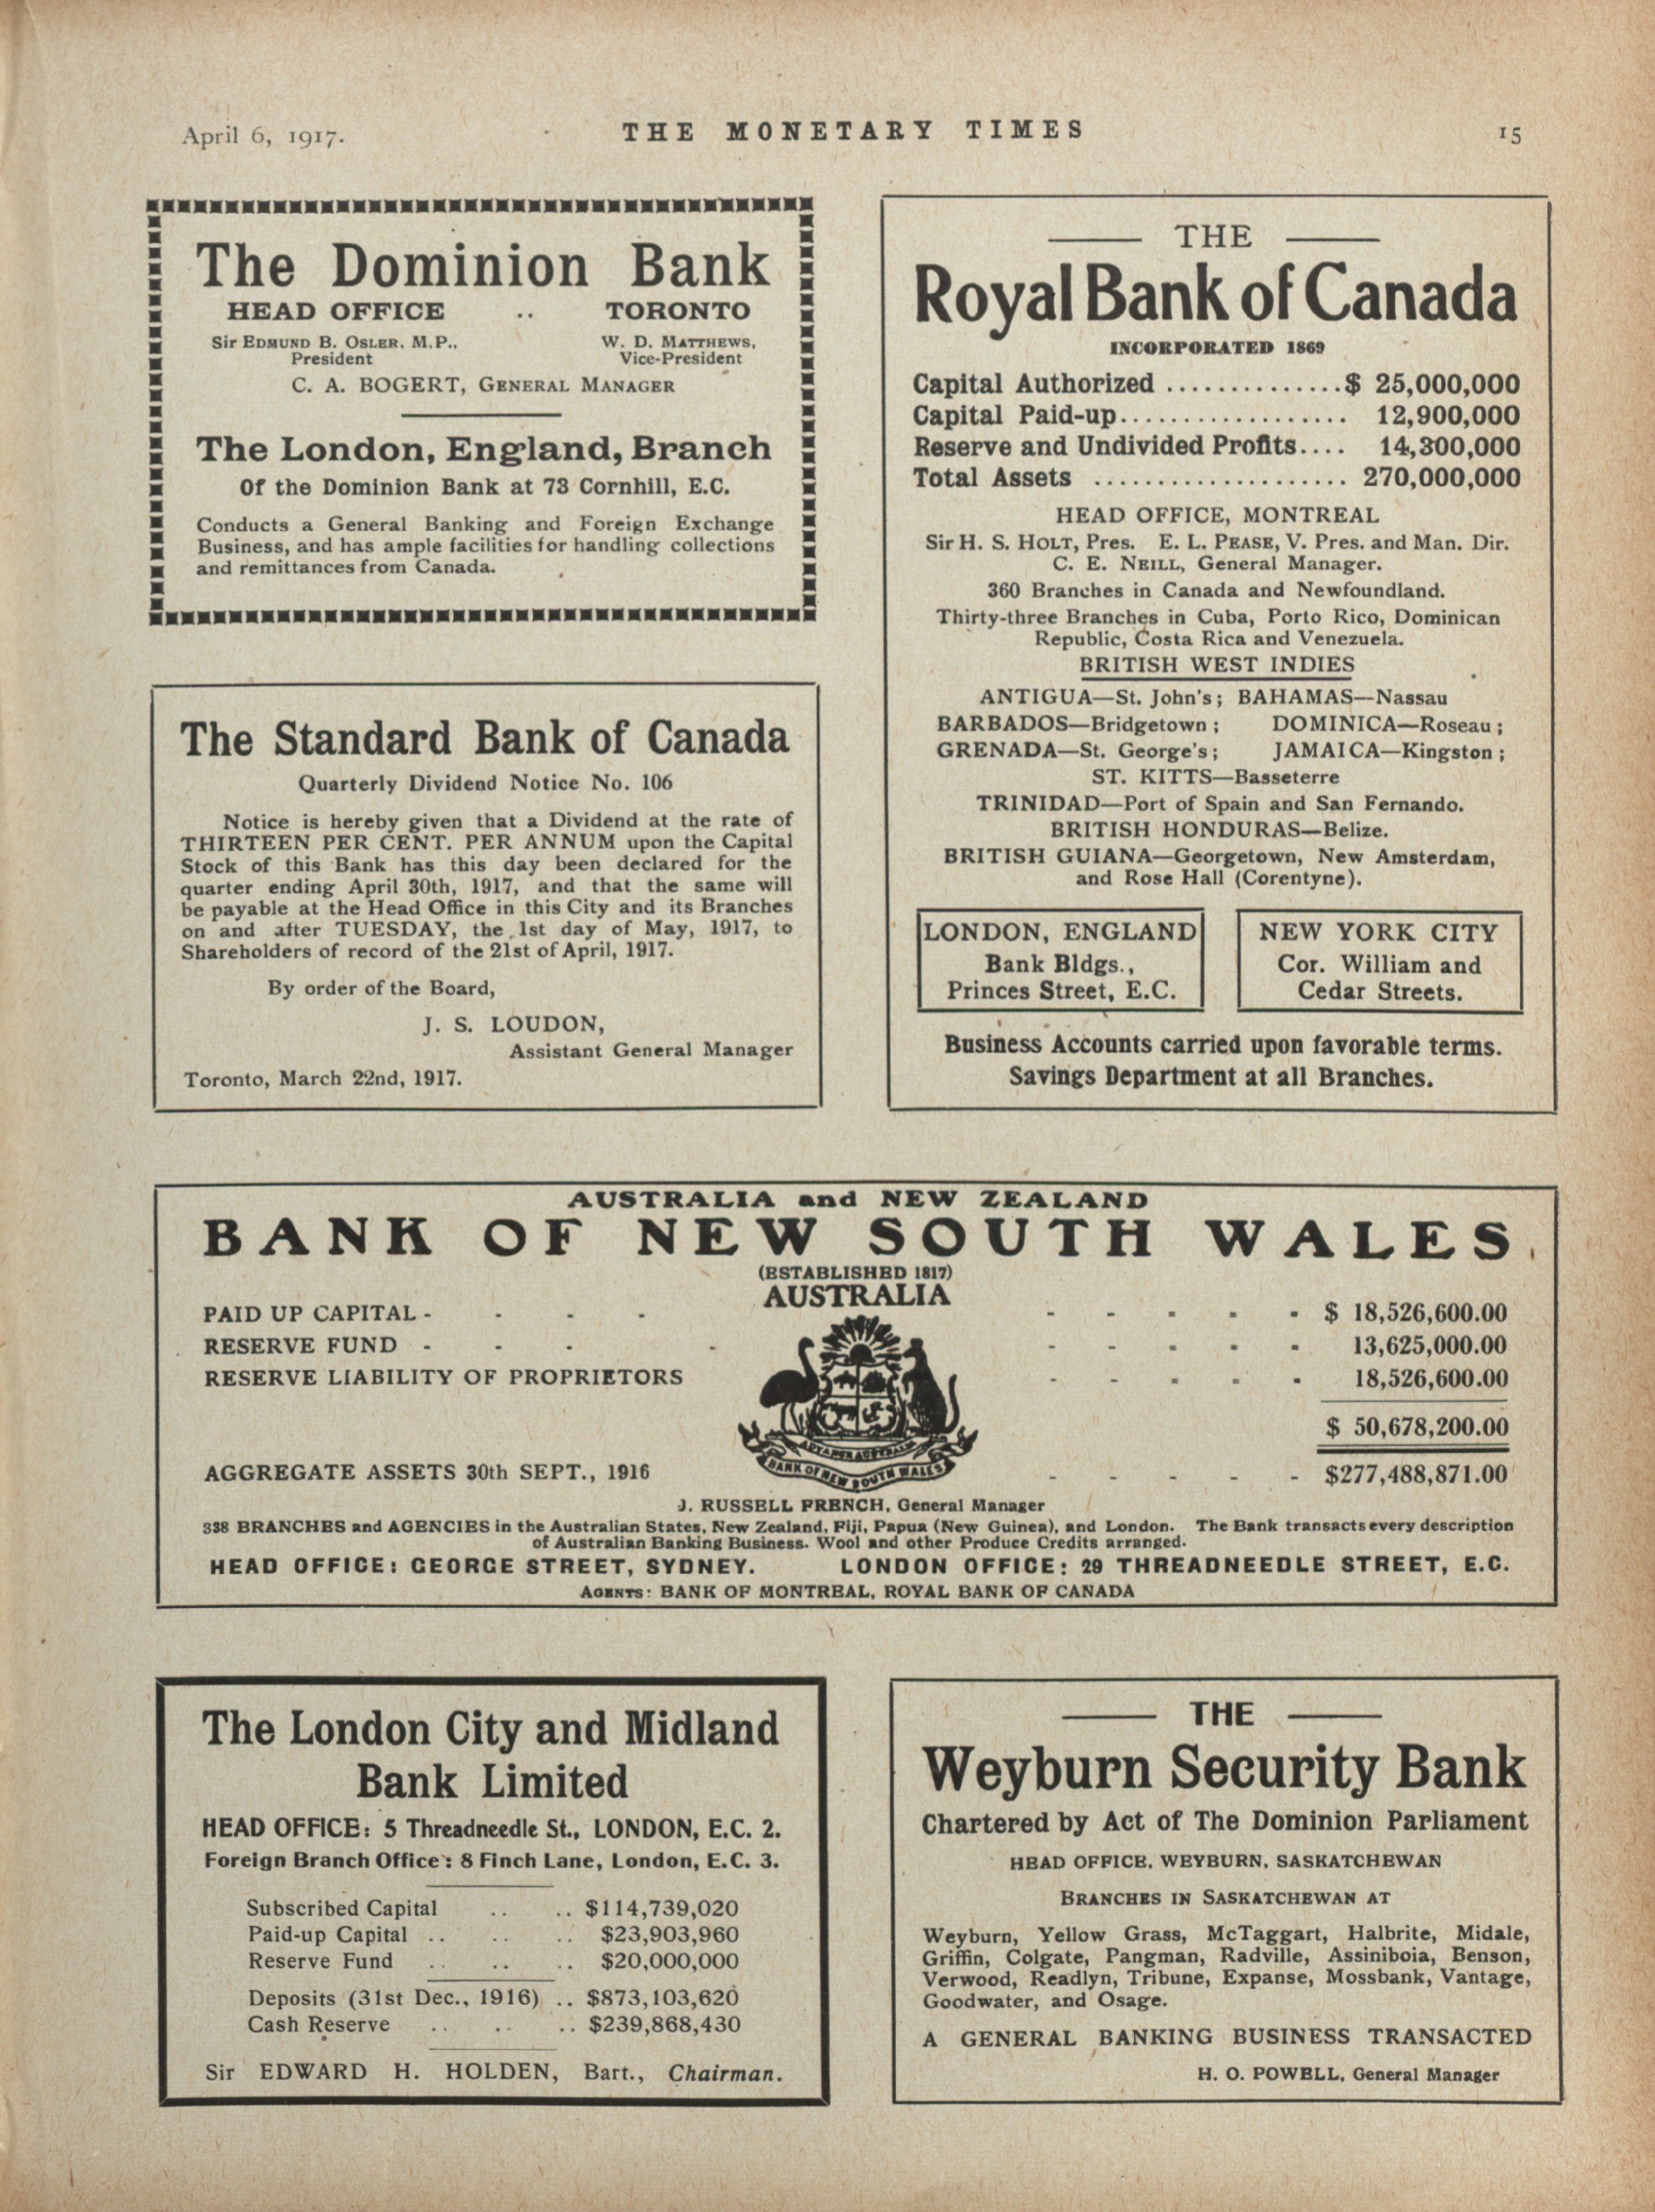 April 6, 1917.
THE MONETARY TIMES
15
The Dominion Bank
HEAD OFFICE .. TORONTO
Sir EDMUND B. OSLER, M.P., W. D. MATTHEWS,
President Vice-President
C. A. BOGERT, GENERAL MANAGER
The London, England, Branch
Of the Dominion Bank at 73 Cornhill, E.C.
Conducts a General Banking and Foreign Exchange
Business, and has ample facilities for handling collections
and remittances from Canada.
The Standard Bank of Canada
Quarterly Dividend Notice No. 106
Notice is hereby given that a Dividend at the rate of
THIRTEEN PER CENT. PER ANNUM upon the Capital
Stock of this Bank has this day been declared for the
quarter ending April 30th, 1917, and that the same will
be payable at the Head Office in this City and its Branches
on and after TUESDAY, the 1st day of May, 1917, to
Shareholders of record of the 21st of April, 1917.
By order of the Board,
J. S. LOUDON,
Assistant General Manager
Toronto, March 22nd, 1917.
THE
Royal Bank of Canada
INCORPORATED 1869
Capital Authorized ..............$ 25,000,000
Capital Paid-up.................. 12,900,000
Reserve and Undivided Profits.... 14,300,000
Total Assets .................... 270,000,000
HEAD OFFICE, MONTREAL
Sir H. S. HOLT, Pres. E. L. PEASE, V. Pres. and Man. Dir.
C. E. NEILL, General Manager.
360 Branches in Canada and Newfoundland.
Thirty-three Branches in Cuba, Porto Rico, Dominican
Republic, Costa Rica and Venezuela.
BRITISH WEST INDIES
ANTIGUA—St. John's; BAHAMAS—Nassau
BARBADOS—Bridgetown; DOMINICA—Roseau;
GRENADA—St. George's; JAMAICA—Kingston;
ST. KITTS—Basseterre
TRINIDAD—Port of Spain and San Fernando.
BRITISH HONDURAS—Belize.
BRITISH GUIANA—Georgetown, New Amsterdam,
and Rose Hall (Corentyne).
LONDON, ENGLAND
Bank Bldgs.,
Princes Street, E.C.
NEW YORK CITY
Cor. William and
Cedar Streets.
Business Accounts carried upon favorable terms.
Savings Department at all Branches.
AUSTRALIA and NEW ZEALAND
BANK OF NEW SOUTH WALES.
(ESTABLISHED 1817)
AUSTRALIA
PAID UP CAPITAL - - - - - - - - - $ 18,526,600.00
RESERVE FUND - - - - - - - - - - 13,625,000.00
RESERVE LIABILITY OF PROPRIETORS - - - - - 18,526,600.00
$ 50,678,200.00
AGGREGATE ASSETS 30th SEPT., 1916 - - - - - $277,488,871.00
ADVANCE AUSTRALIA
BANK OF NEW SOUTH WALES
J. RUSSELL FRENCH, General Manager
338 BRANCHES and AGENCIES in the Australian States, New Zealand, Fiji, Papua (New Guinea), and London. The Bank transacts every description
of Australian Banking Business. Wool and other Produce Credits arranged.
HEAD OFFICE: GEORGE STREET, SYDNEY. LONDON OFFICE: 29 THREADNEEDLE STREET, E.C.
AGENTS: BANK OF MONTREAL, ROYAL BANK OF CANADA
The London City and Midland
Bank Limited
HEAD OFFICE: 5 Threadneedle St., LONDON, E.C. 2.
Foreign Branch Office: 8 Finch Lane, London, E.C. 3.
Subscribed Capital .. .. $114,739,020
Paid-up Capital .. .. .. $23,903,960
Reserve Fund .. .. .. $20,000,000
Deposits (31st Dec., 1916) .. $873,103,620
Cash Reserve .. .. .. $239,868,430
Sir EDWARD H. HOLDEN, Bart., Chairman.
THE
Weyburn Security Bank
Chartered by Act of The Dominion Parliament
HEAD OFFICE, WEYBURN, SASKATCHEWAN
BRANCHES IN SASKATCHEWAN AT
Weyburn, Yellow Grass, McTaggart, Halbrite, Midale,
Griffin, Colgate, Pangman, Radville, Assiniboia, Benson,
Verwood, Readlyn, Tribune, Expanse, Mossbank, Vantage,
Goodwater, and Osage.
A GENERAL BANKING BUSINESS TRANSACTED
H. O. POWELL, General Manager